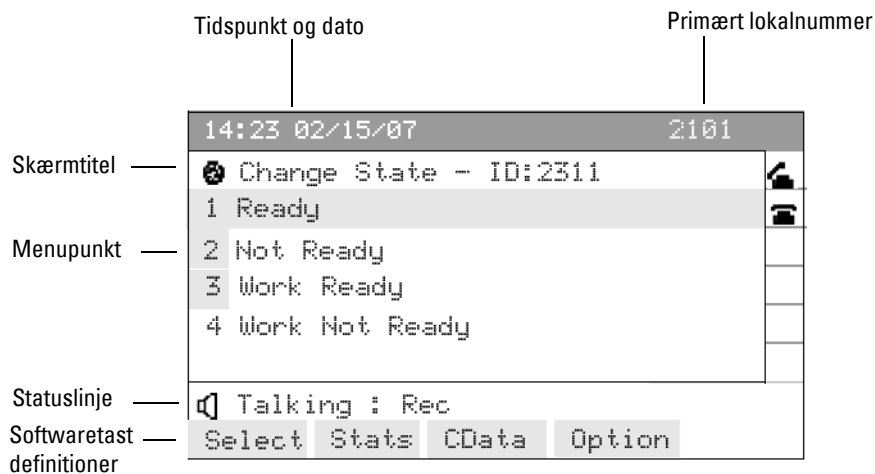 Tidspunkt og dato
Primært lokalnummer
14:23 02/15/07 2101
Skærmtitel
Change State - ID:2311
1 Ready
Menupunkt
2 Not Ready
3 Work Ready
4 Work Not Ready
Statuslinje
Talking : Rec
Softwaretast
definitioner
Select Stats CData Option